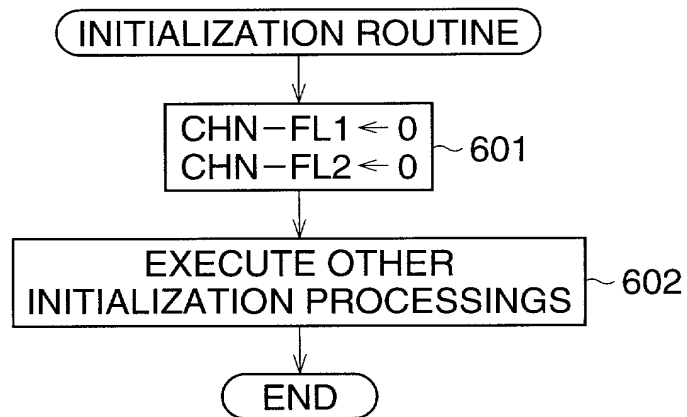 INITIALIZATION ROUTINE
CHN-FL1 ← 0
CHN-FL2 ← 0
601
EXECUTE OTHER
INITIALIZATION PROCESSINGS
602
END